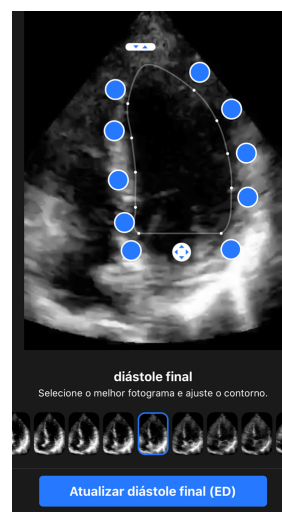 diástole final
Selecione o melhor fotograma e ajuste o contorno.
Atualizar diástole final (ED)